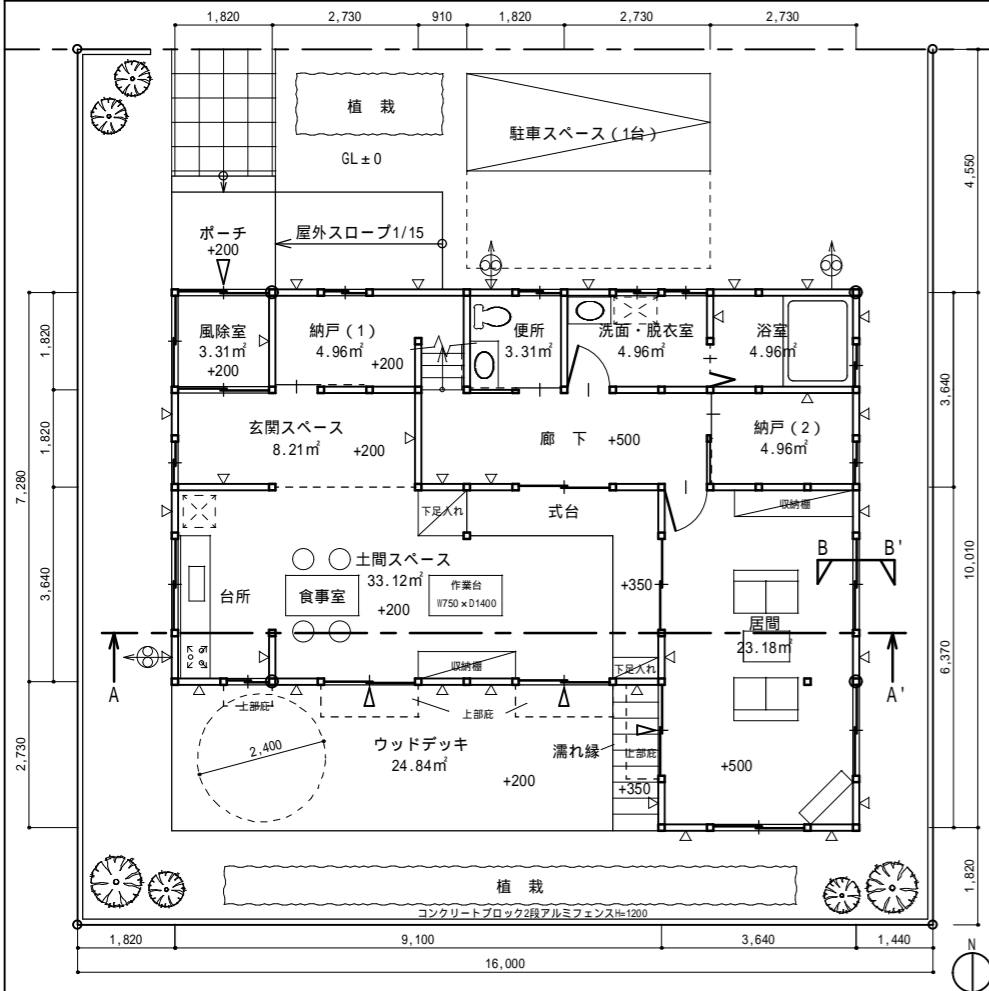 1,820 2,730 910 1,820 2,730 2,730
植 栽
駐車スペース(1台)
GL±0
4,550
ポーチ
+200
屋外スロープ1/15
風除室
3.31㎡
+200
納戸(1)
4.96㎡
+200
便所
3.31㎡
洗面・脱衣室
4.96㎡
浴室
4.96㎡
1,820
3,640
玄関スペース
8.21㎡
+200
廊 下 +500
納戸(2)
4.96㎡
1,820
7,280
下足入れ
式台
収納棚
B B'
土間スペース
33.12㎡
+200
台所
食事室
作業台
W750×D1400
+350
居間
23.18㎡
3,640
10,010
収納棚
下足入れ
A A'
6,370
上部庇
上部庇
上部庇
2,400
ウッドデッキ
24.84㎡
+200
濡れ縁
+350
+500
2,730
植 栽
コンクリートブロック2段アルミフェンスH=1200
1,820
1,820 9,100 3,640 1,440
16,000
N